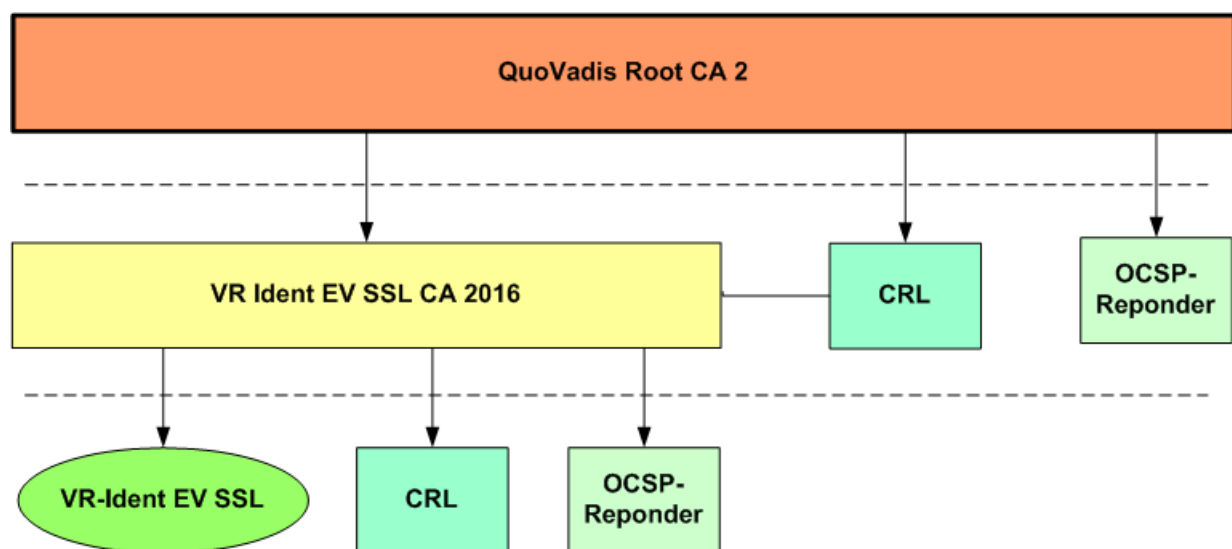 QuoVadis Root CA 2
VR Ident EV SSL CA 2016
CRL
OCSP-
Reponder
VR-Ident EV SSL
CRL
OCSP-
Reponder